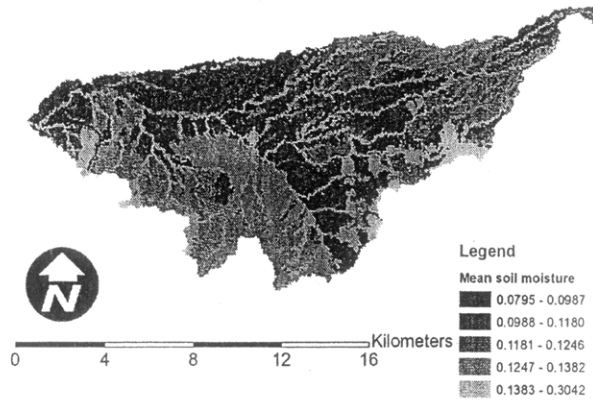 N
Legend
Mean soil moisture
0.0795 - 0.0987
0.0988 - 0.1180
0.1181 - 0.1246
0.1247 - 0.1382
0.1383 - 0.3042
Kilometers
0 4 8 12 16